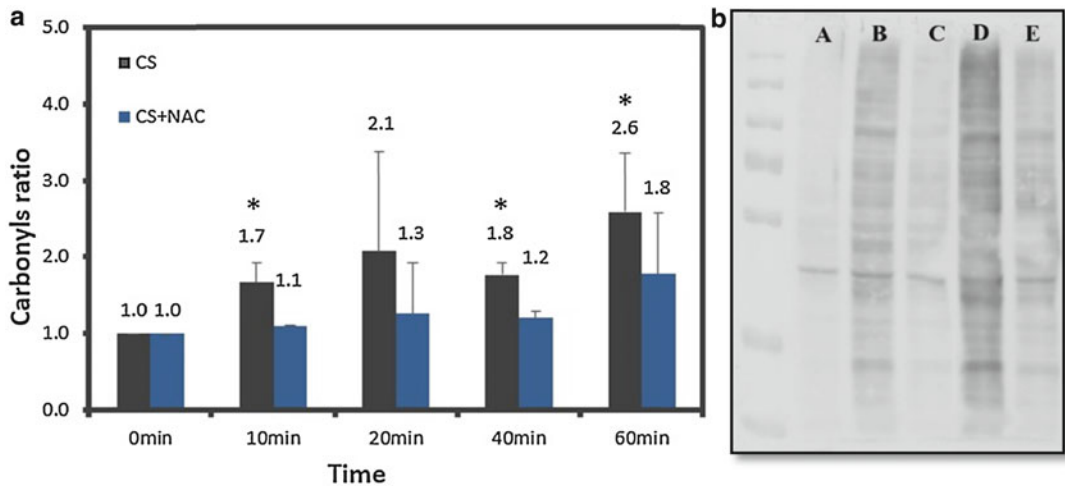 a
5.0
4.0
3.0
2.0
1.0
0.0
Carbonyls ratio
CS
CS+NAC
1.0 1.0
*
1.7
1.1
2.1
1.3
*
1.8
1.2
*
2.6
1.8
0min 10min 20min 40min 60min
Time
b
A B C D E